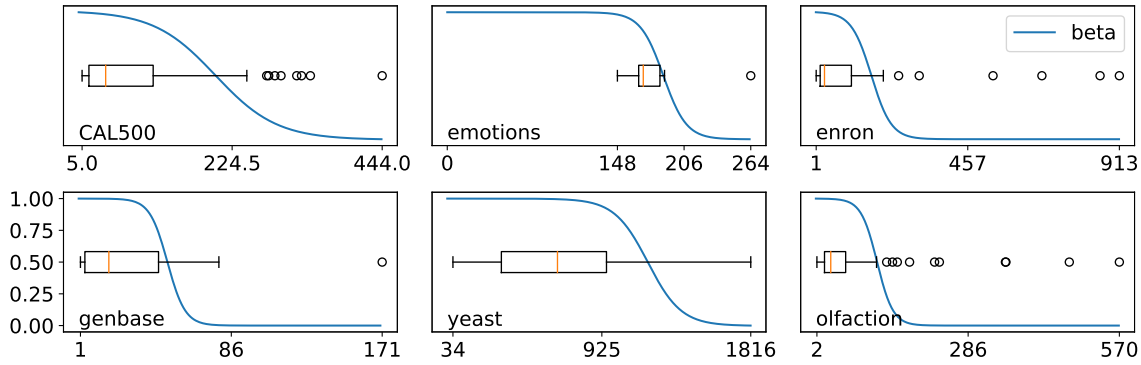 beta
CAL500
emotions
enron
5.0 224.5 444.0
0 148 206 264
1 457 913
1.00
0.75
0.50
0.25
0.00
genbase
yeast
olfaction
1 86 171
34 925 1816
2 286 570